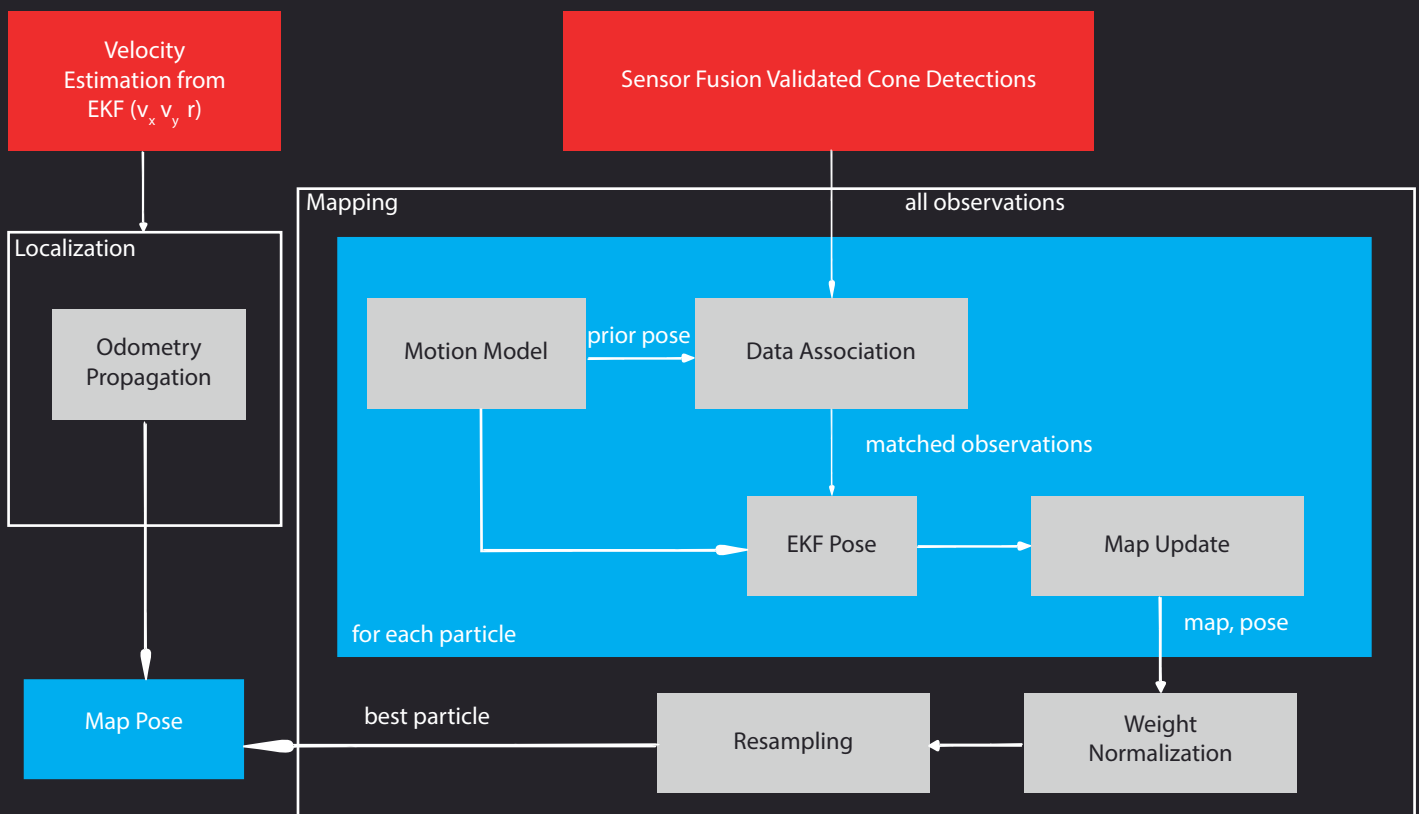 Velocity
Estimation from
EKF (vx vy r)
Sensor Fusion Validated Cone Detections
Mapping
all observations
Localization
Odometry
Propagation
Motion Model
prior pose
Data Association
matched observations
EKF Pose
Map Update
for each particle
map, pose
Map Pose
best particle
Resampling
Weight
Normalization